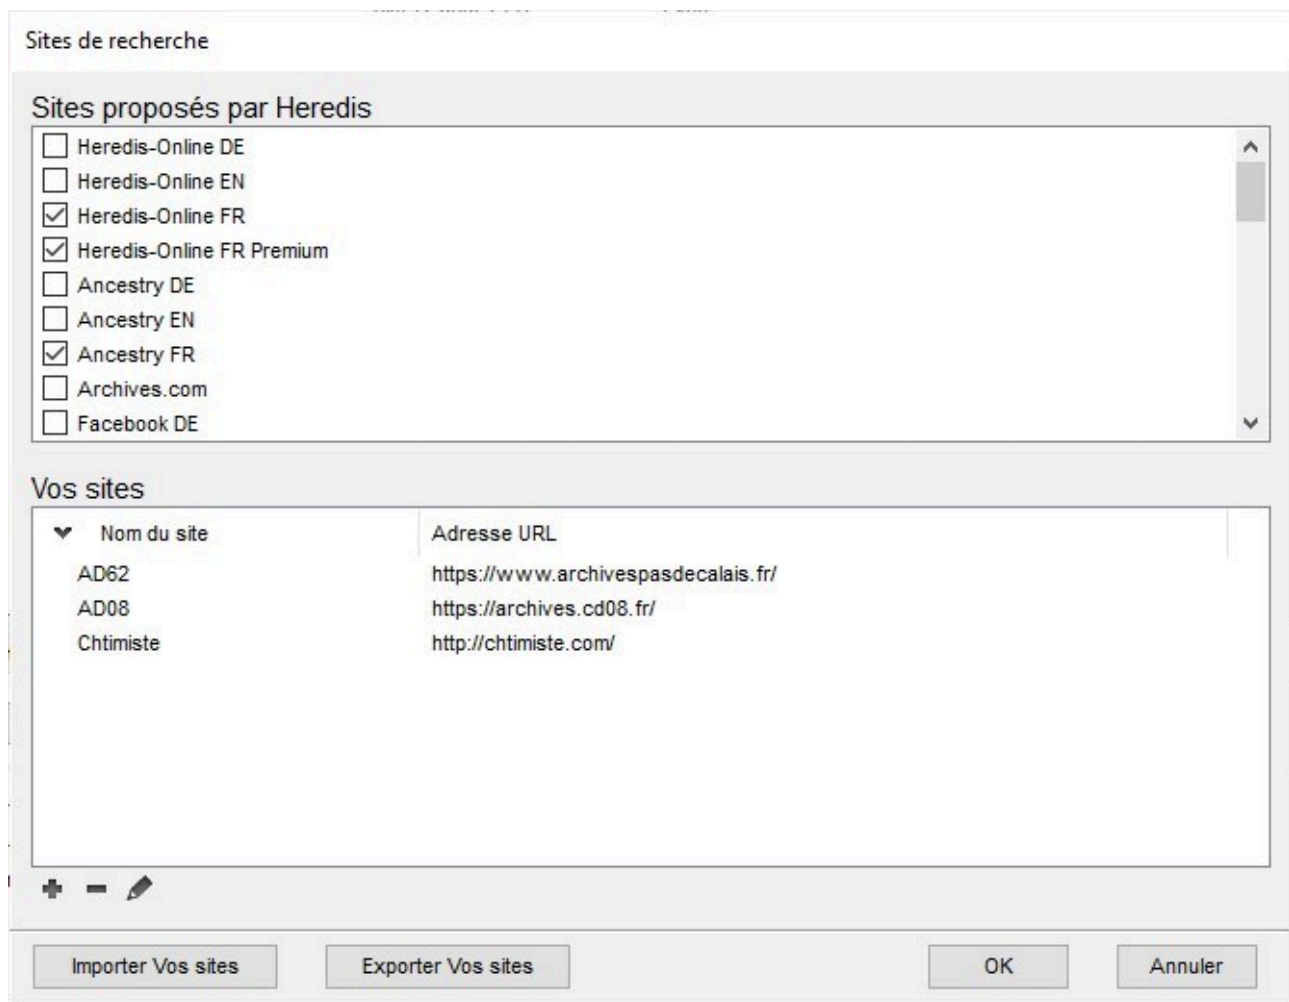 Sites de recherche
Sites proposés par Heredis
Heredis-Online DE
Heredis-Online EN
Heredis-Online FR
Heredis-Online FR Premium
Ancestry DE
Ancestry EN
Ancestry FR
Archives.com
Facebook DE
Vos sites
Nom du site Adresse URL
AD62 https://www.archivespasdecalais.fr/
AD08 https://archives.cd08.fr/
Chtimiste http://chtimiste.com/
Importer Vos sites Exporter Vos sites OK Annuler